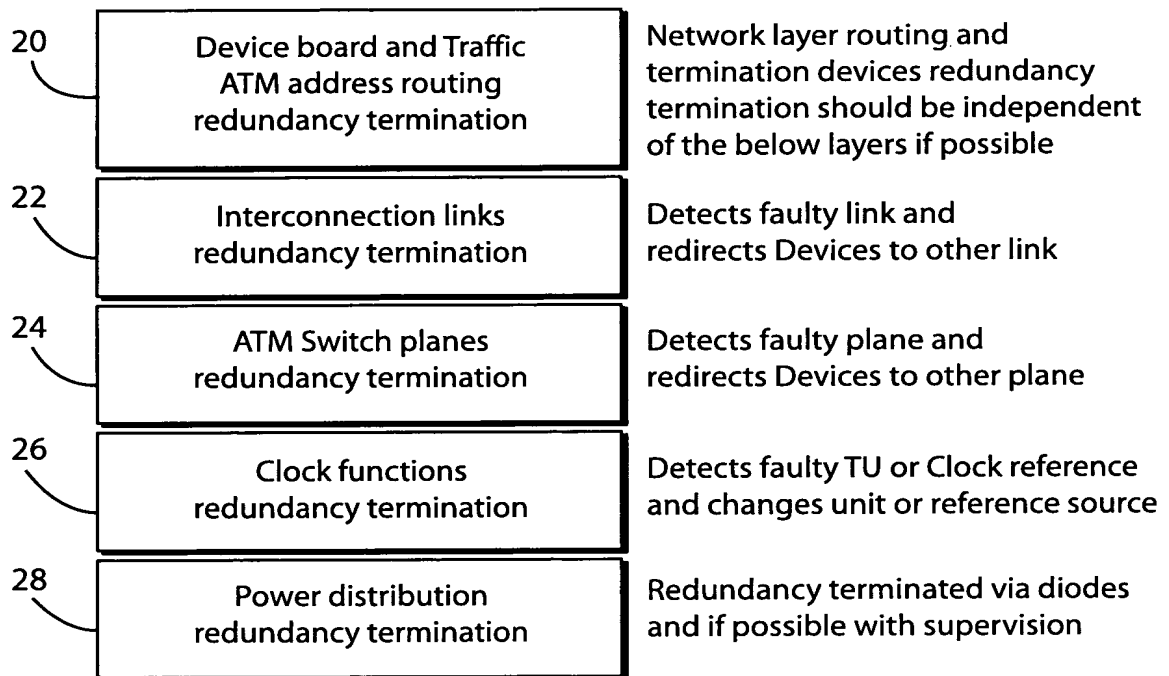 20
Device board and Traffic
ATM address routing
redundancy termination
Network layer routing and
termination devices redundancy
termination should be independent
of the below layers if possible
22
Interconnection links
redundancy termination
Detects faulty link and
redirects Devices to other link
24
ATM Switch planes
redundancy termination
Detects faulty plane and
redirects Devices to other plane
26
Clock functions
redundancy termination
Detects faulty TU or Clock reference
and changes unit or reference source
28
Power distribution
redundancy termination
Redundancy terminated via diodes
and if possible with supervision